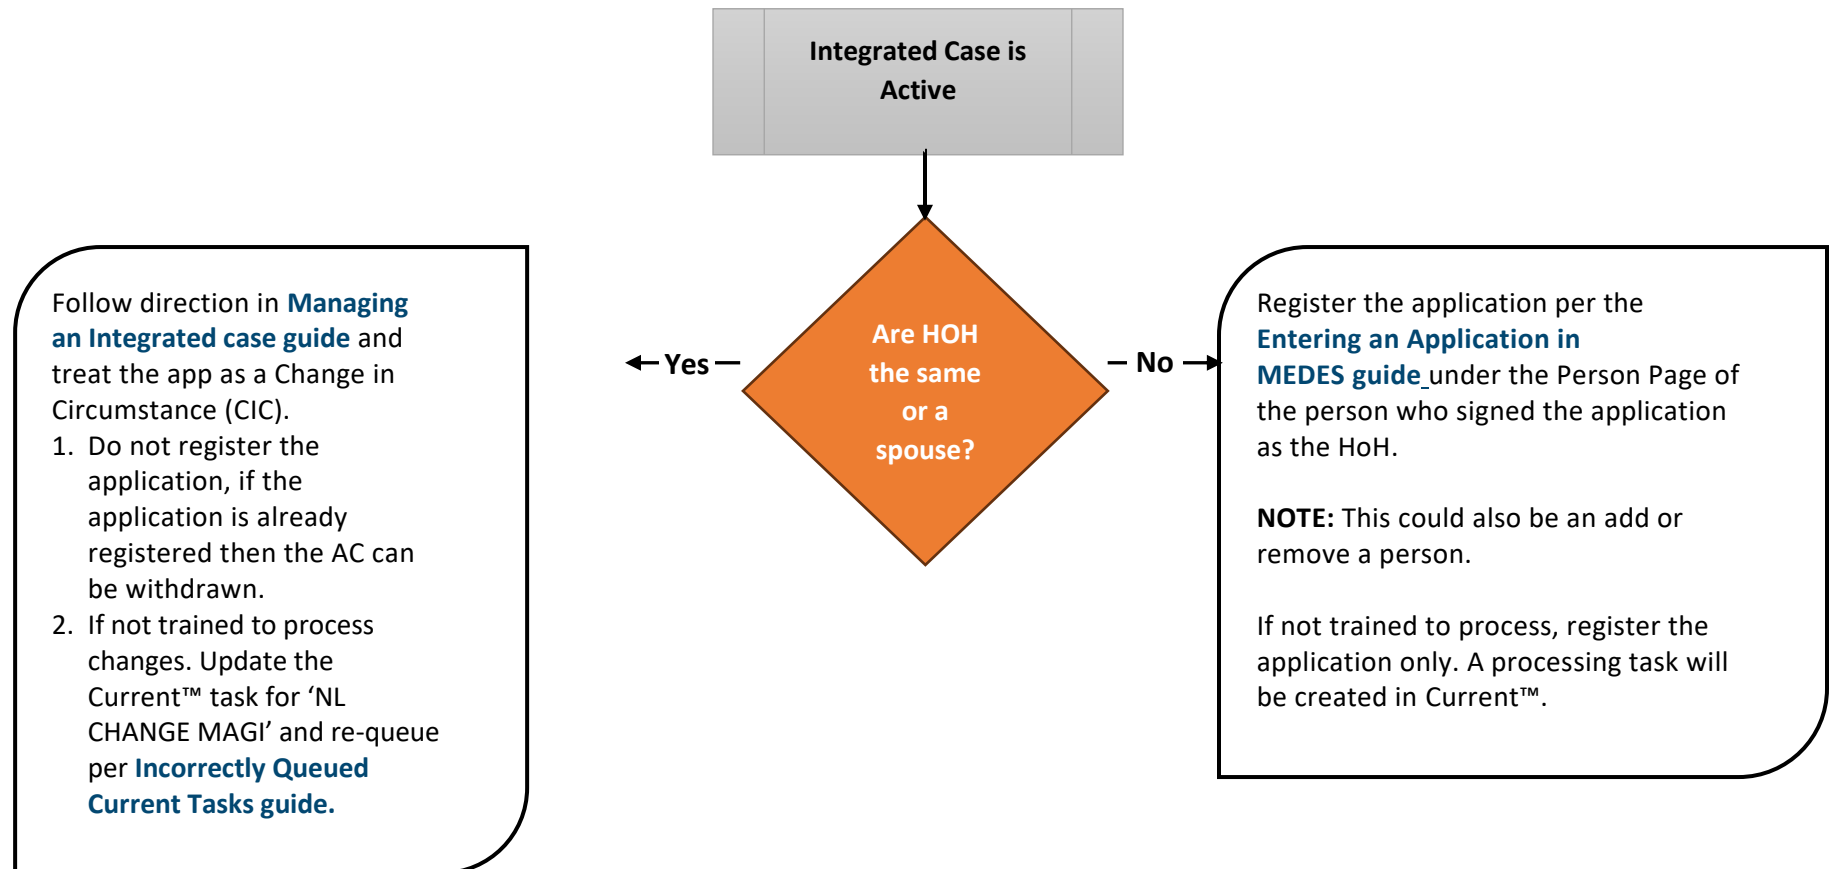 Integrated Case is
Active
Follow direction in Managing
an Integrated case guide and
treat the app as a Change in
Circumstance (CIC).
1. Do not register the
application, if the
application is already
registered then the AC can
be withdrawn.
2. If not trained to process
changes. Update the
Current™ task for ‘NL
CHANGE MAGI’ and re-queue
per Incorrectly Queued
Current Tasks guide.
Yes
Are HOH
the same
or a
spouse?
No
Register the application per the
Entering an Application in
MEDES guide under the Person Page of
the person who signed the application
as the HoH.
NOTE: This could also be an add or
remove a person.
If not trained to process, register the
application only. A processing task will
be created in Current™.